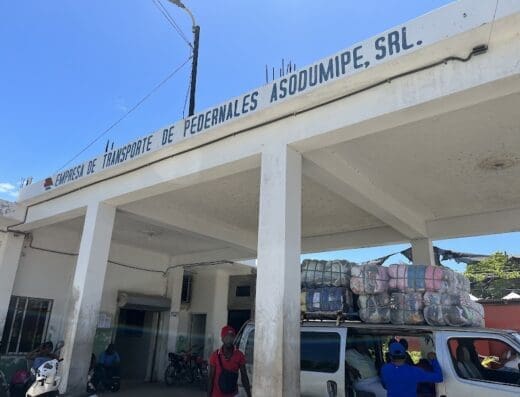 EMPRESA DE TRANSPORTE DE PEDERNALES ASODUMIPE, SRL.